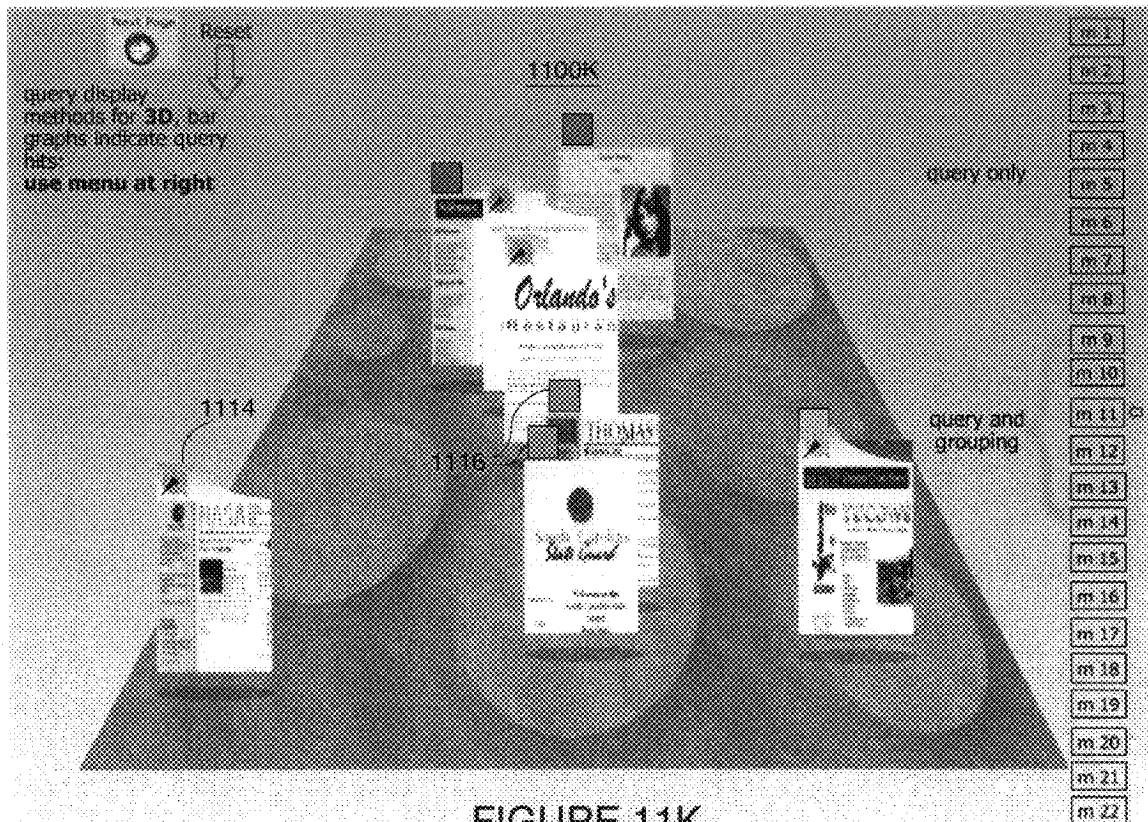 Next Page
Reset
1100K
query display
methods for 3D, bar
graphs indicate query
hits:
use menu at right
query only
Orlando's
1114
query and
grouping
THOMAS
1116
m 1
m 2
m 3
m 4
m 5
m 6
m 7
m 8
m 9
m 10
m 11
m 12
m 13
m 14
m 15
m 16
m 17
m 18
m 19
m 20
m 21
m 22
FIGURE 11K